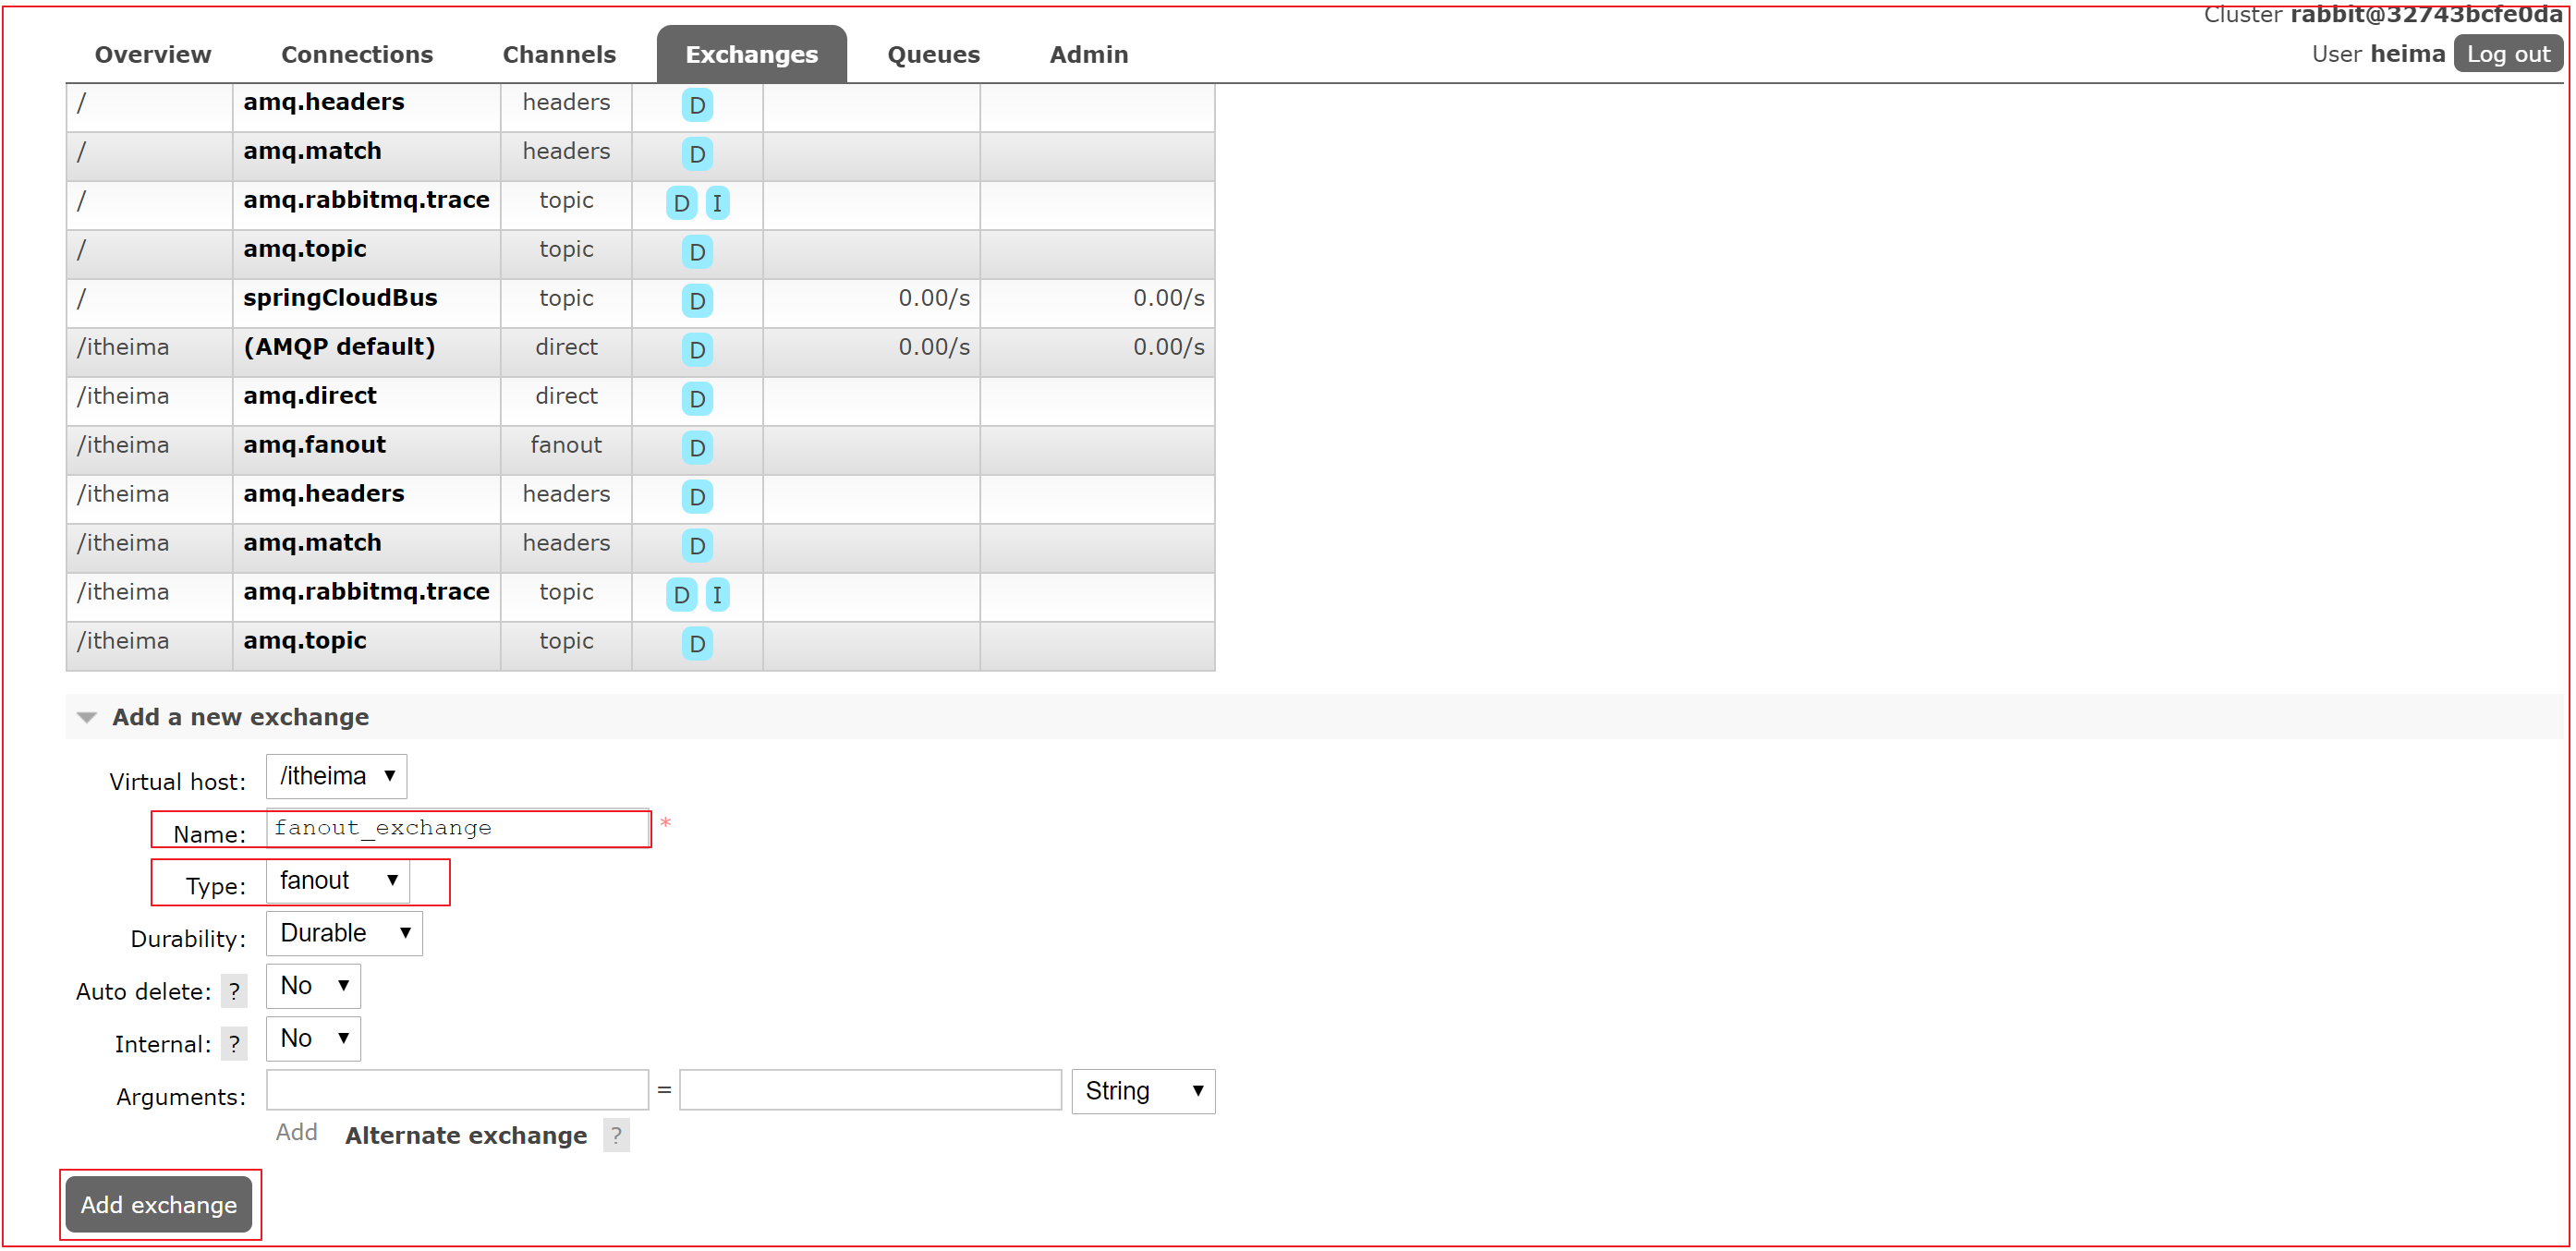 Cluster rabbit@32743bcfe0da
Overview Connections Channels Exchanges Queues Admin
User heima Log out
/ amq.headers headers D
/ amq.match headers D
/ amq.rabbitmq.trace topic D I
/ amq.topic topic D
/ springCloudBus topic D 0.00/s 0.00/s
/itheima (AMQP default) direct D 0.00/s 0.00/s
/itheima amq.direct direct D
/itheima amq.fanout fanout D
/itheima amq.headers headers D
/itheima amq.match headers D
/itheima amq.rabbitmq.trace topic D I
/itheima amq.topic topic D
Add a new exchange
Virtual host: /itheima
Name: fanout_exchange *
Type: fanout
Durability: Durable
Auto delete: ? No
Internal: ? No
Arguments: = String
Add Alternate exchange ?
Add exchange